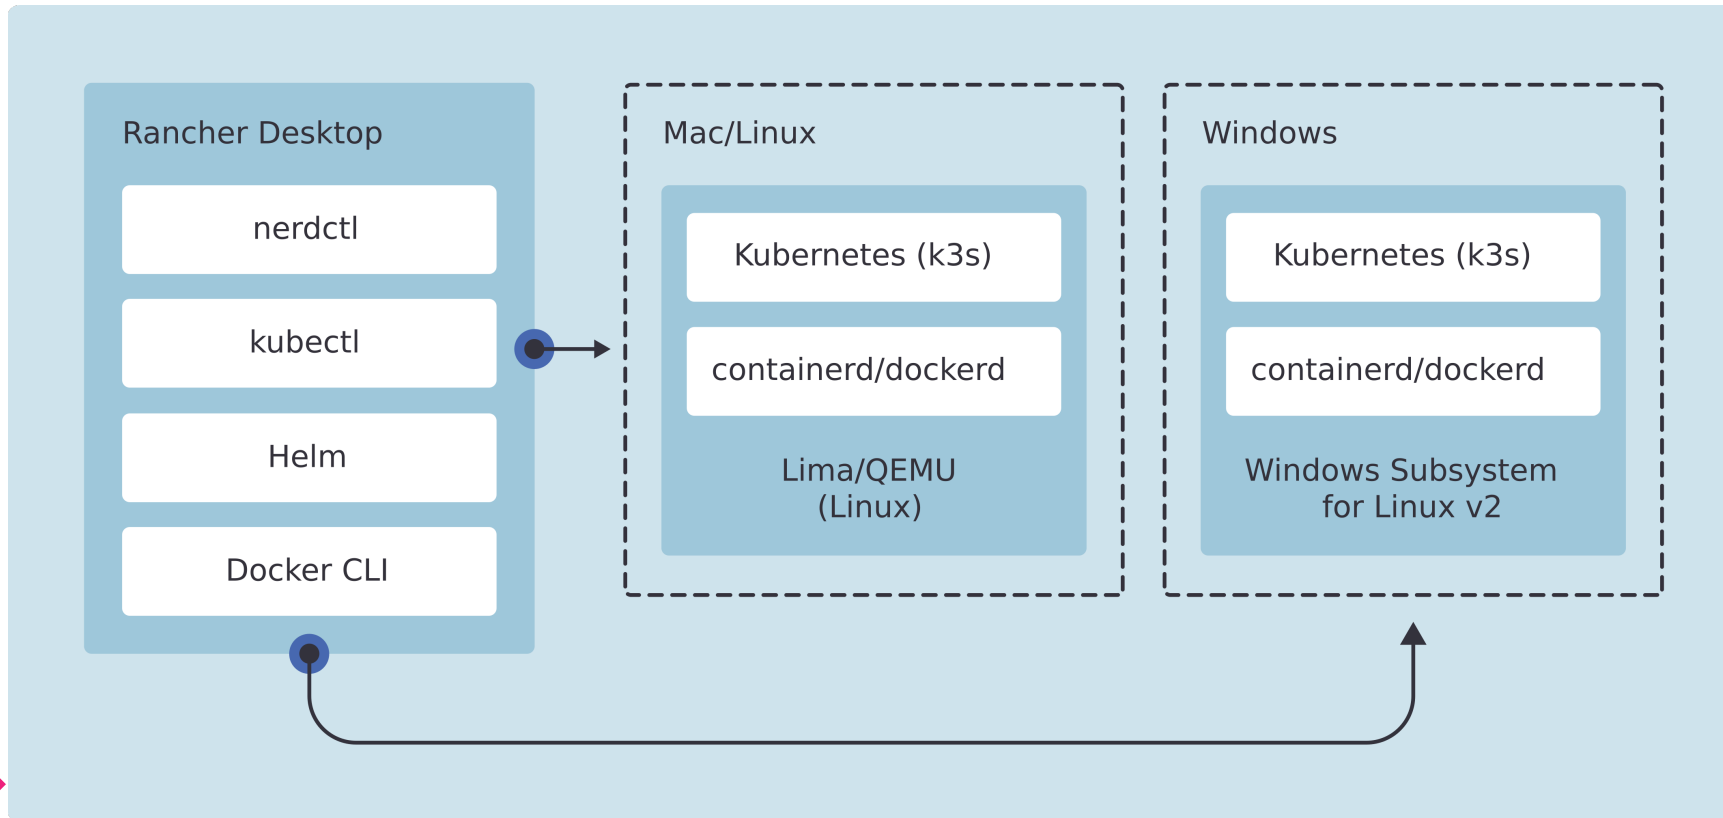 Rancher Desktop
nerdctl
kubectl
Helm
Docker CLI
Mac/Linux
Kubernetes (k3s)
containerd/dockerd
Lima/QEMU
(Linux)
Windows
Kubernetes (k3s)
containerd/dockerd
Windows Subsystem
for Linux v2